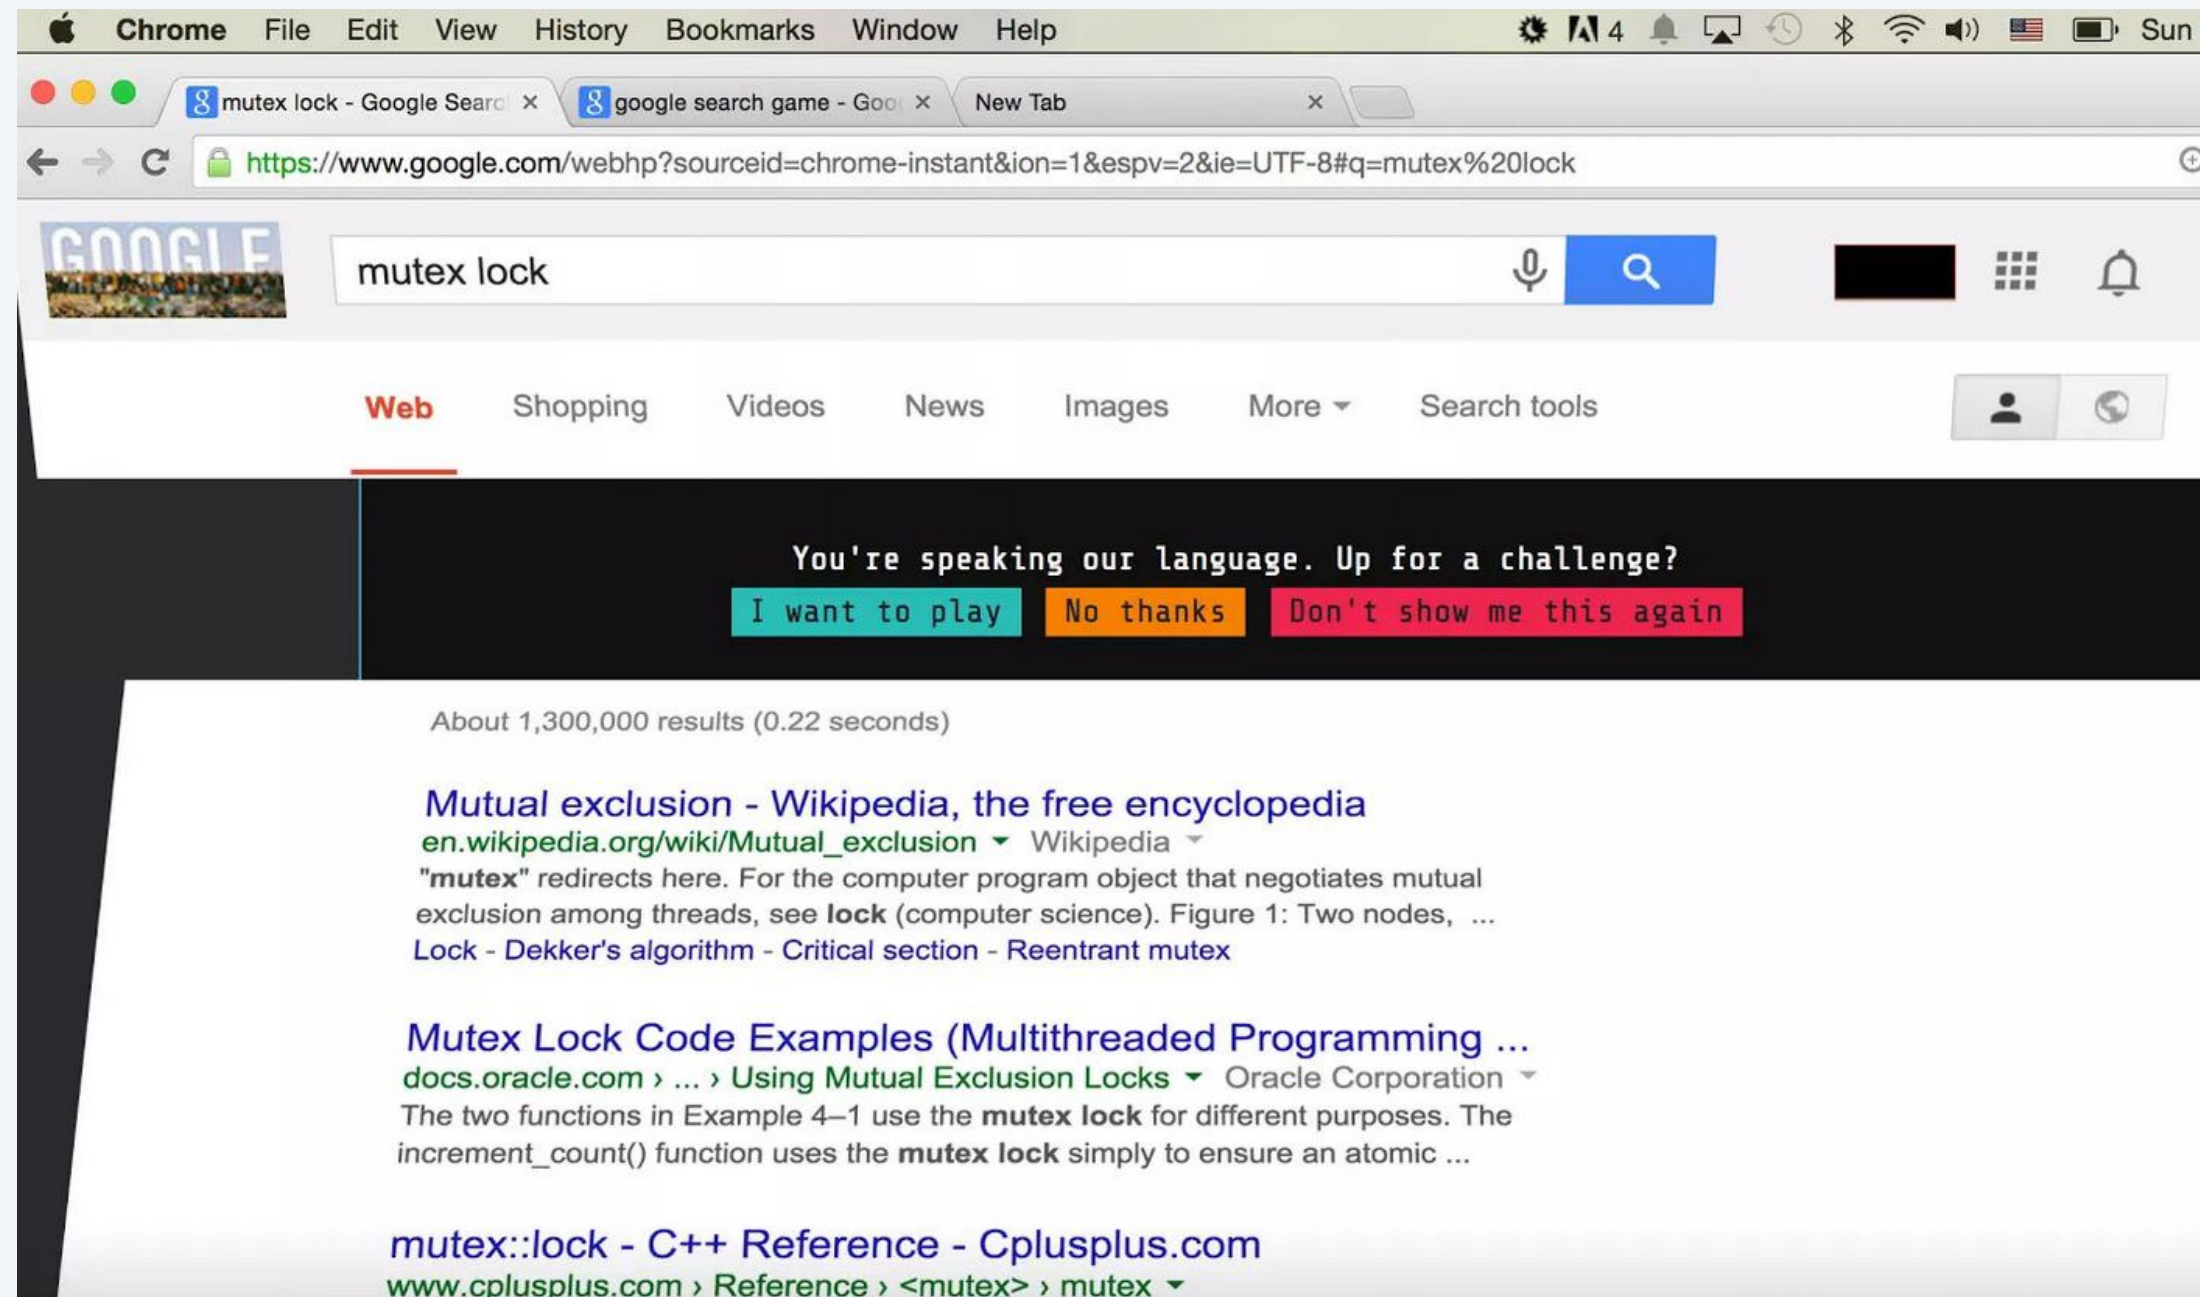 Chrome File Edit View History Bookmarks Window Help 4 Sun
mutex lock - Google Searc google search game - Goo New Tab
https://www.google.com/webhp?sourceid=chrome-instant&ion=1&espv=2&ie=UTF-8#q=mutex%20lock
GOOGLE mutex lock
Web Shopping Videos News Images More Search tools
You're speaking our language. Up for a challenge?
I want to play No thanks Don't show me this again
About 1,300,000 results (0.22 seconds)
Mutual exclusion - Wikipedia, the free encyclopedia
en.wikipedia.org/wiki/Mutual_exclusion Wikipedia
"mutex" redirects here. For the computer program object that negotiates mutual
exclusion among threads, see lock (computer science). Figure 1: Two nodes, ...
Lock - Dekker's algorithm - Critical section - Reentrant mutex
Mutex Lock Code Examples (Multithreaded Programming ...
docs.oracle.com › ... › Using Mutual Exclusion Locks Oracle Corporation
The two functions in Example 4–1 use the mutex lock for different purposes. The
increment_count() function uses the mutex lock simply to ensure an atomic ...
mutex::lock - C++ Reference - Cplusplus.com
www.cplusplus.com › Reference › <mutex> › mutex